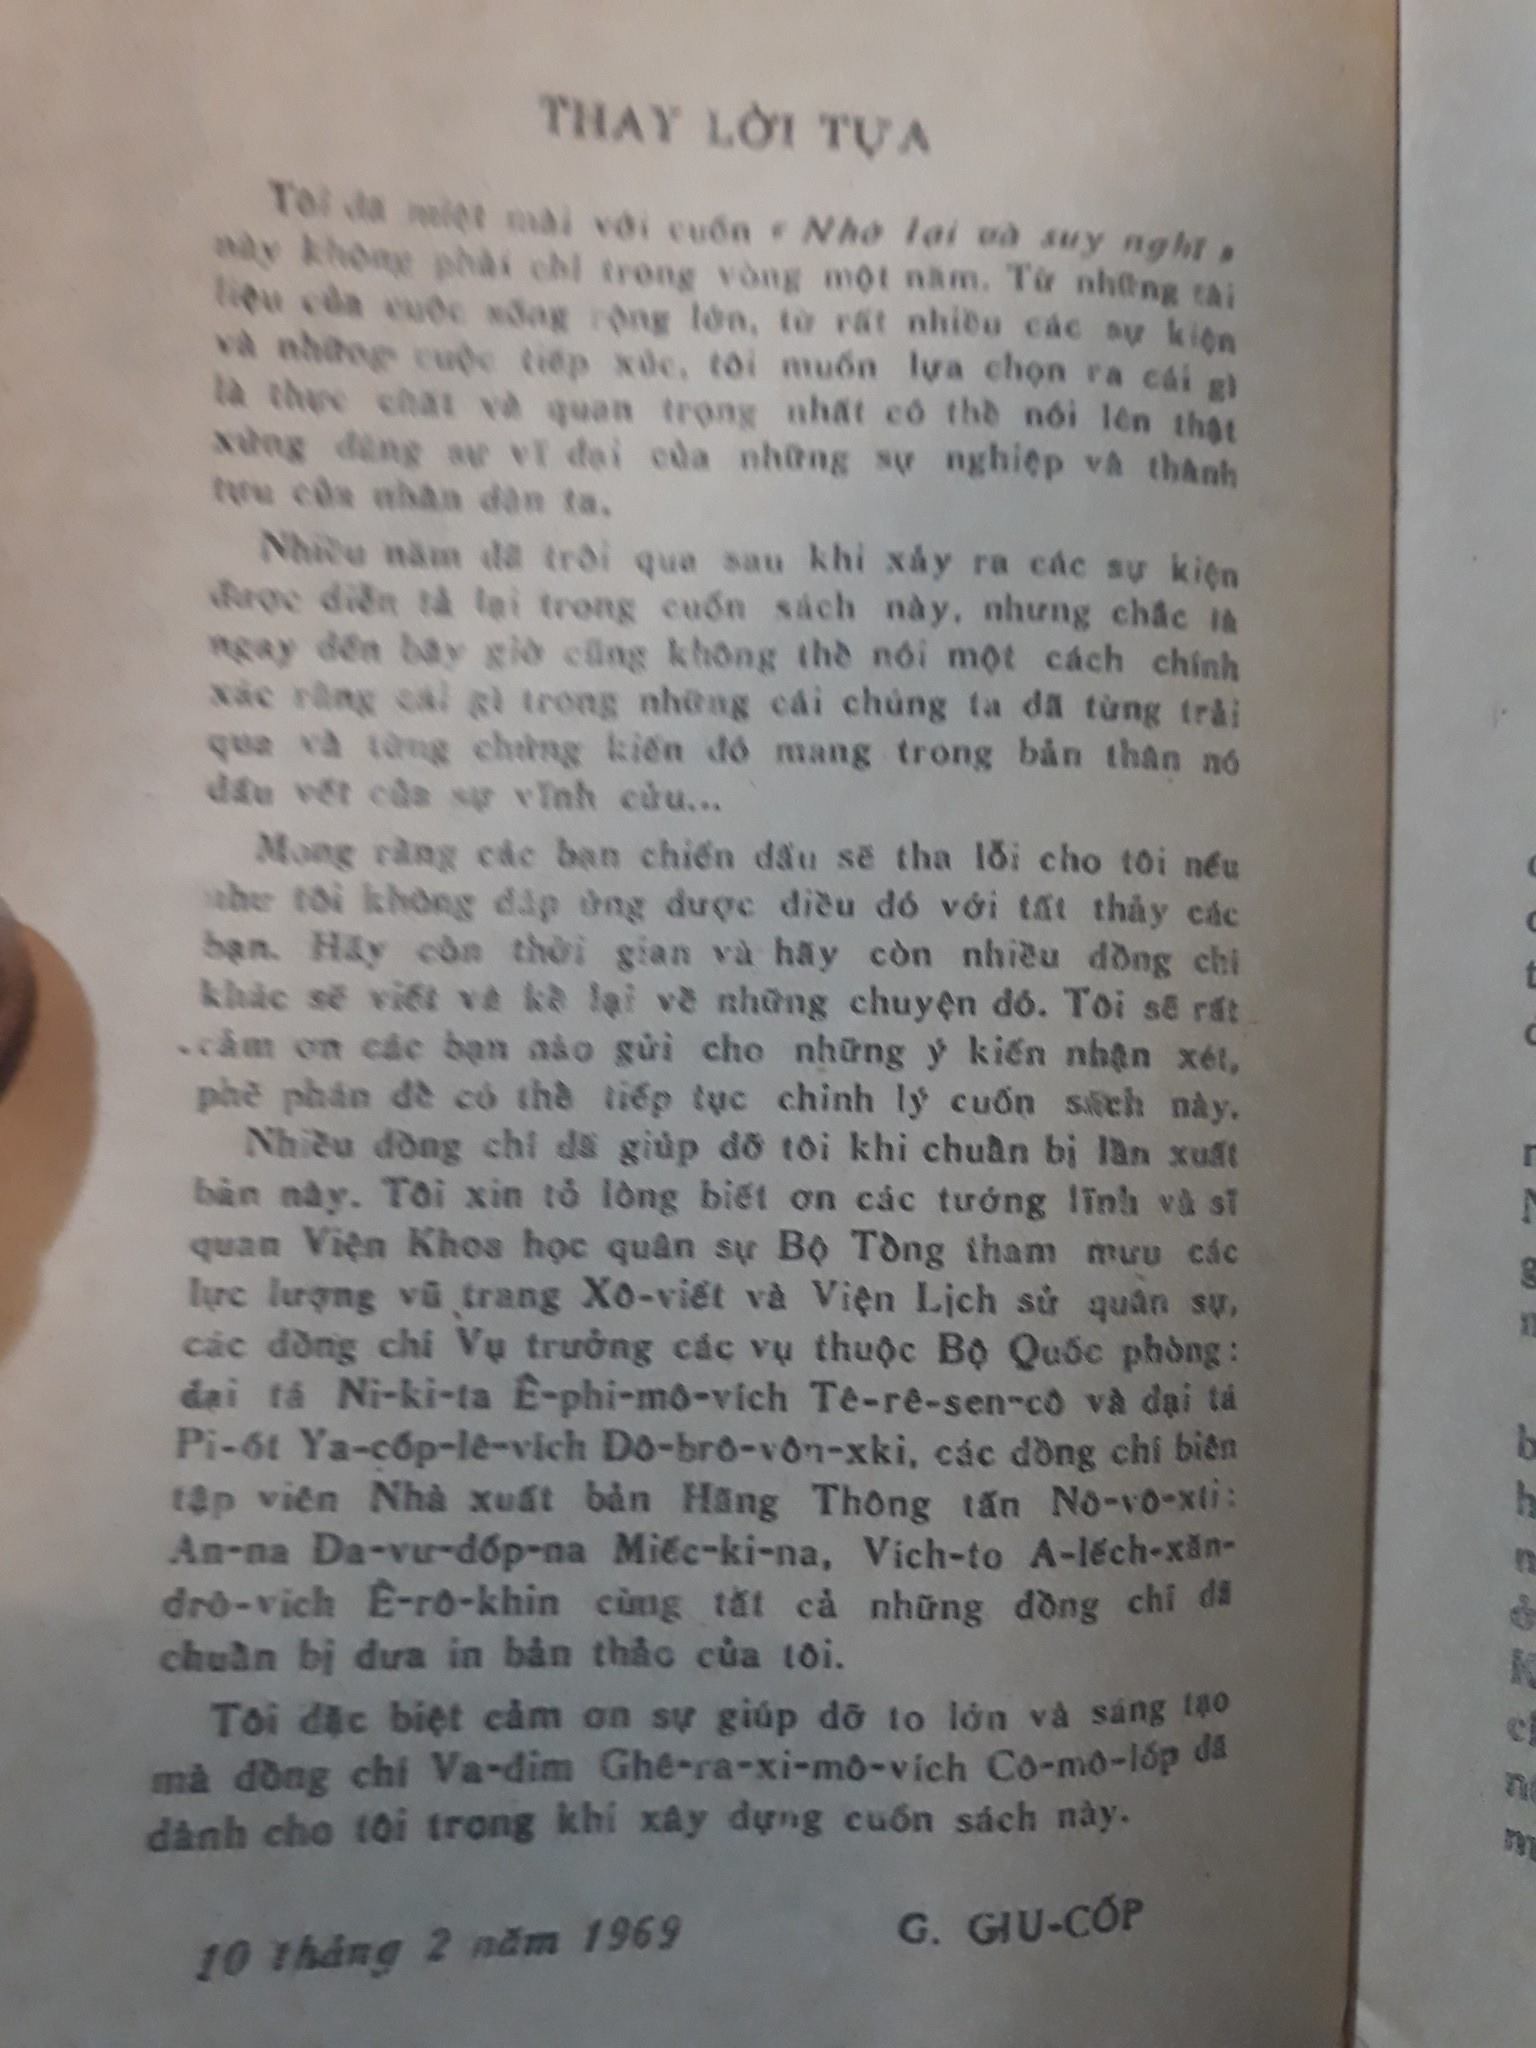 THAY LỜI TỰA
Tôi đã miệt mài với cuốn « Nhớ lại và suy nghĩ »
này không phải chỉ trong vòng một năm. Từ những tài
liệu của cuộc sống rộng lớn, từ rất nhiều các sự kiện
và những cuộc tiếp xúc, tôi muốn lựa chọn ra cái gì
là thực chất và quan trọng nhất có thể nói lên thật
xứng đáng sự vĩ đại của những sự nghiệp và thành
tựu của nhân dân ta.
Nhiều năm đã trôi qua sau khi xảy ra các sự kiện
được diễn tả lại trong cuốn sách này, nhưng chắc là
ngay đến bây giờ cũng không thể nói một cách chính
xác rằng cái gì trong những cái chúng ta đã từng trải
qua và từng chứng kiến đó mang trong bản thân nó
dấu vết của sự vĩnh cửu...
Mong rằng các bạn chiến đấu sẽ tha lỗi cho tôi nếu
như tôi không đáp ứng được điều đó với tất thảy các
bạn. Hãy còn thời gian và hãy còn nhiều đồng chí
khác sẽ viết và kể lại về những chuyện đó. Tôi sẽ rất
cảm ơn các bạn nào gửi cho những ý kiến nhận xét,
phê phán để có thể tiếp tục chỉnh lý cuốn sách này.
Nhiều đồng chí đã giúp đỡ tôi khi chuẩn bị lần xuất
bản này. Tôi xin tỏ lòng biết ơn các tướng lĩnh và sĩ
quan Viện Khoa học quân sự Bộ Tổng tham mưu các
lực lượng vũ trang Xô-viết và Viện Lịch sử quân sự,
các đồng chí Vụ trưởng các vụ thuộc Bộ Quốc phòng:
đại tá Ni-ki-ta Ê-phi-mô-vích Tê-rê-sen-cô và đại tá
Pi-ốt Ya-cốp-lê-vích Đô-brô-vôn-xki, các đồng chí biên
tập viên Nhà xuất bản Hãng Thông tấn Nô-vô-xti:
An-na Đa-vư-đốp-na Miếc-ki-na, Vích-to A-lếch-xăn-
drô-vích Ê-rô-khin cùng tất cả những đồng chí đã
chuẩn bị đưa in bản thảo của tôi.
Tôi đặc biệt cảm ơn sự giúp đỡ to lớn và sáng tạo
mà đồng chí Va-đim Ghê-ra-xi-mô-vích Cô-mô-lốp đã
dành cho tôi trong khi xây dựng cuốn sách này.
10 tháng 2 năm 1969 G. GIU-CỐP